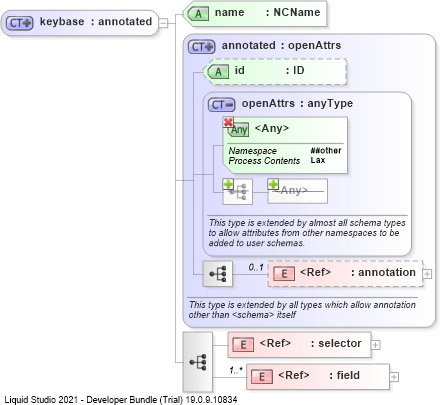 CT+ keybase : annotated
A name : NCName
CT+ annotated : openAttrs
A id : ID
CT− openAttrs : anyType
Any <Any>
Namespace ##other
Process Contents Lax
<Any>
This type is extended by almost all schema types
to allow attributes from other namespaces to be
added to user schemas.
0..1 E <Ref> : annotation
This type is extended by all types which allow annotation
other than <schema> itself
E <Ref> : selector
1..* E <Ref> : field
Liquid Studio 2021 - Developer Bundle (Trial) 19.0.9.10834